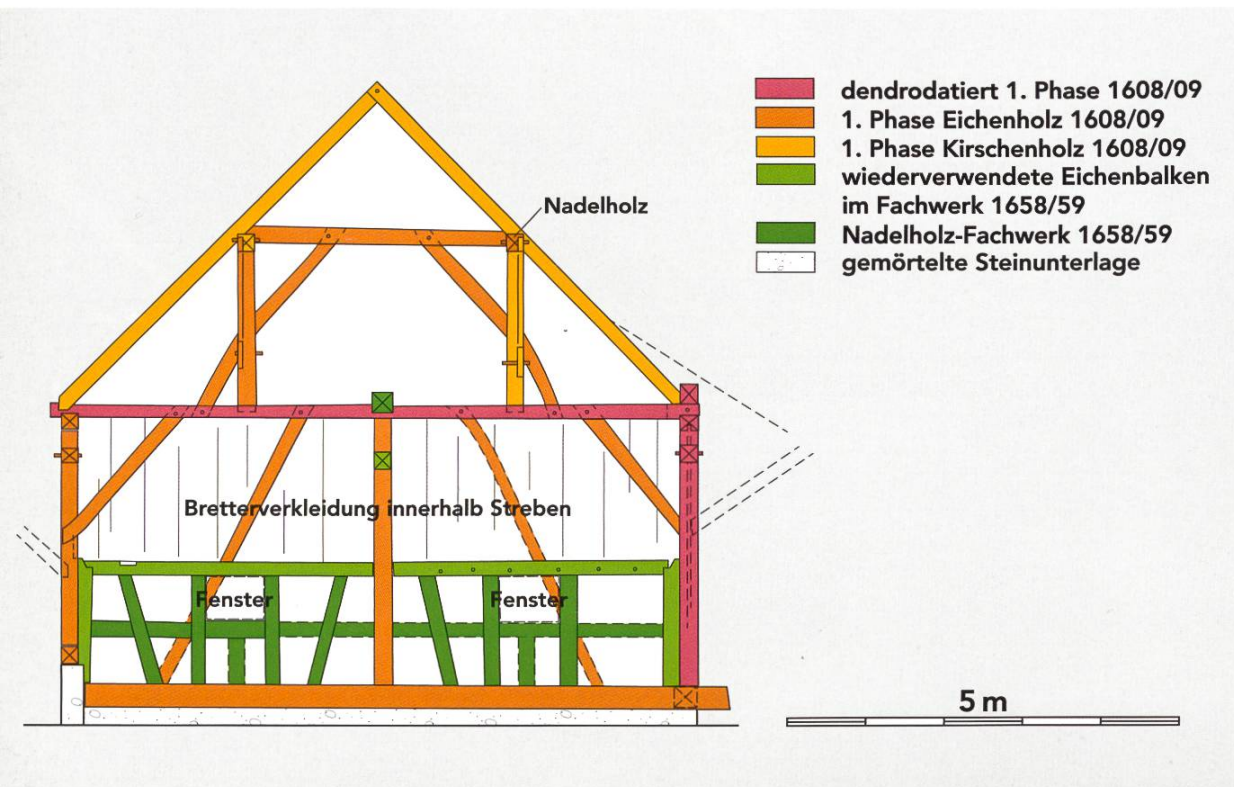 dendrodatiert 1. Phase 1608/09
1. Phase Eichenholz 1608/09
1. Phase Kirschenholz 1608/09
wiederverwendete Eichenbalken
im Fachwerk 1658/59
Nadelholz-Fachwerk 1658/59
gemörtelte Steinunterlage
Nadelholz
Bretterverkleidung innerhalb Streben
Fenster
Fenster
5 m